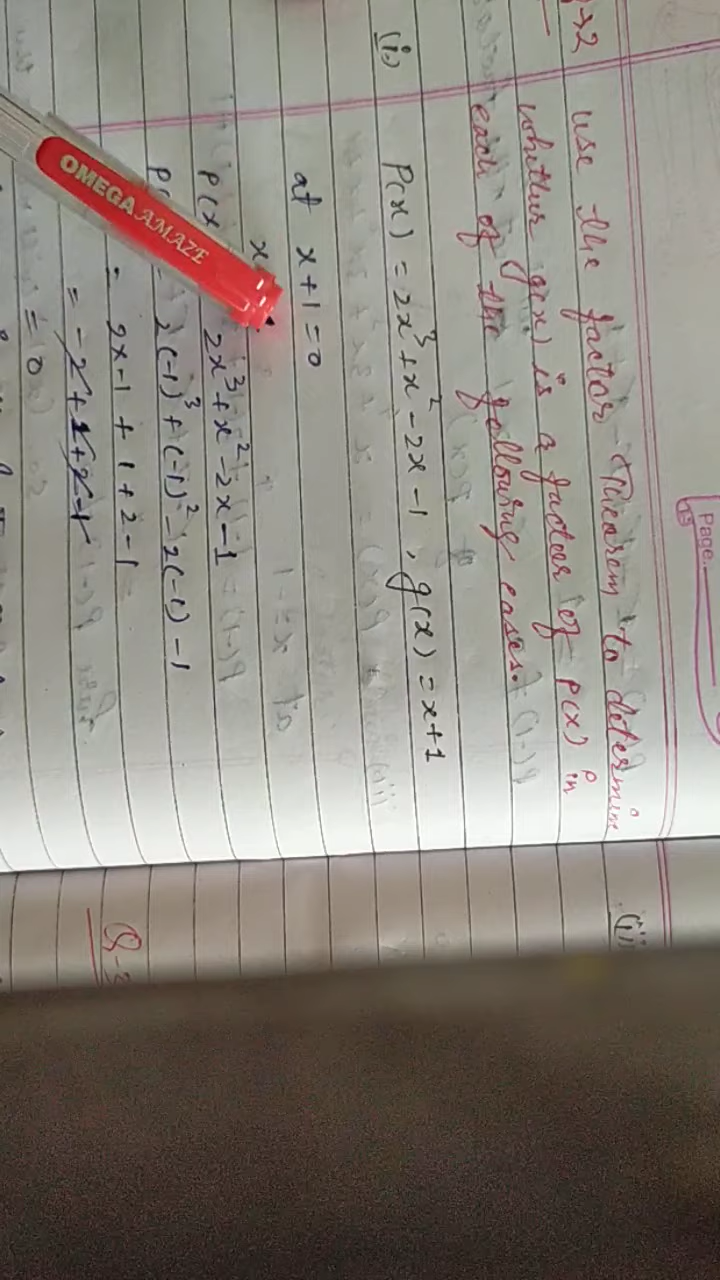 Page.
→2 use the factor Theorem to determine
whether g(x) is a factor of P(x) in
each of the following cases.
(i) P(x) = 2x³ + x² - 2x - 1, g(x) = x+1
at x+1=0
x
P(x 2x³ + x² - 2x - 1
P( 2(-1)³ + (-1)² - 2(-1) - 1
= 2x-1 + 1 + 2 - 1
= -2 + 1 + 2 - 1
= 0
(ii)
Q-3
OMEGA AMAZE